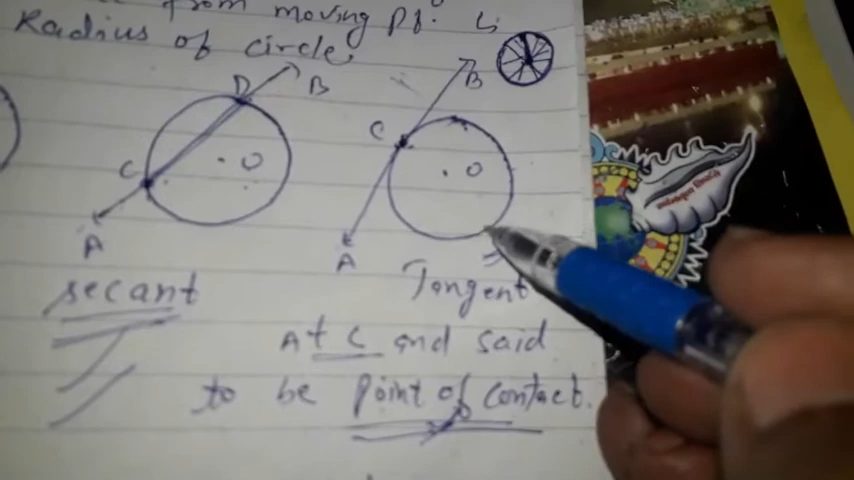 from moving pt.
Radius of circle.
D B
C O
A
B
C O
A
secant
Tangent
At C and said
to be Point of Contact.